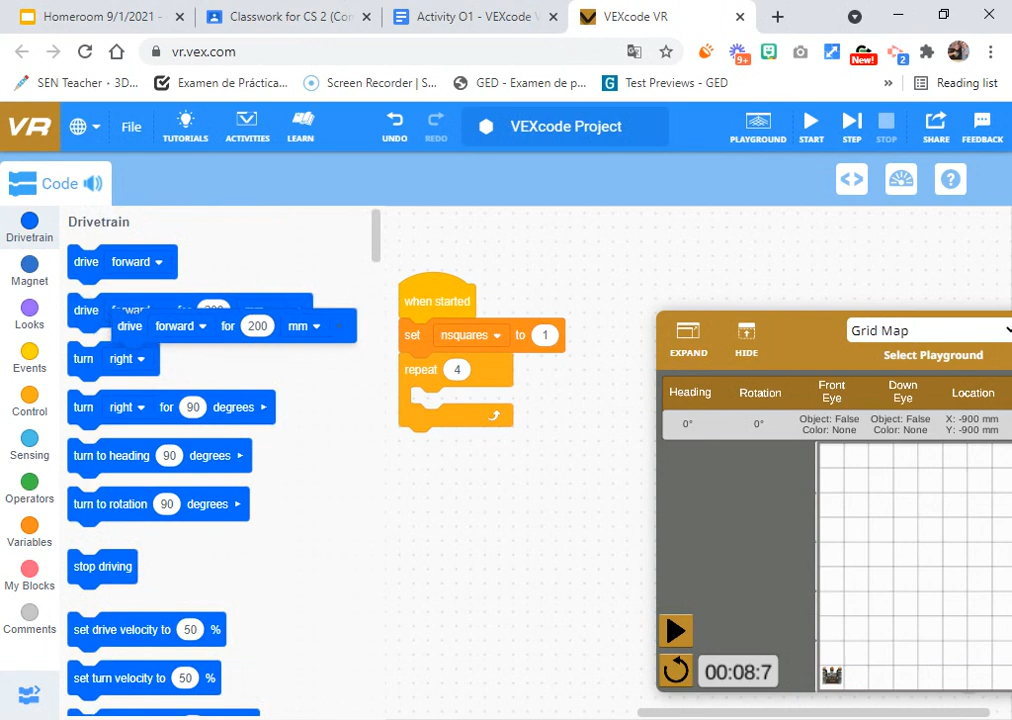 Homeroom 9/1/2021 -
Classwork for CS 2 (Co
Activity O1 - VEXcode V
VEXcode VR
vr.vex.com
9+
New!
2
SEN Teacher · 3D...
Examen de Práctica...
Screen Recorder | S...
GED - Examen de p...
Test Previews - GED
»
Reading list
VR
File
TUTORIALS
ACTIVITIES
LEARN
UNDO
REDO
VEXcode Project
PLAYGROUND
START
STEP
STOP
SHARE
FEEDBACK
Code
Drivetrain
Magnet
Looks
Events
Control
Sensing
Operators
Variables
My Blocks
Comments
Drivetrain
drive forward
drive forward for 200 mm
turn right
turn right for 90 degrees
turn to heading 90 degrees
turn to rotation 90 degrees
stop driving
set drive velocity to 50 %
set turn velocity to 50 %
when started
set nsquares to 1
repeat 4
EXPAND
HIDE
Grid Map
Select Playground
Heading
Rotation
Front Eye
Down Eye
Location
0°
0°
Object: False
Color: None
Object: False
Color: None
X: -900 mm
Y: -900 mm
00:08:7